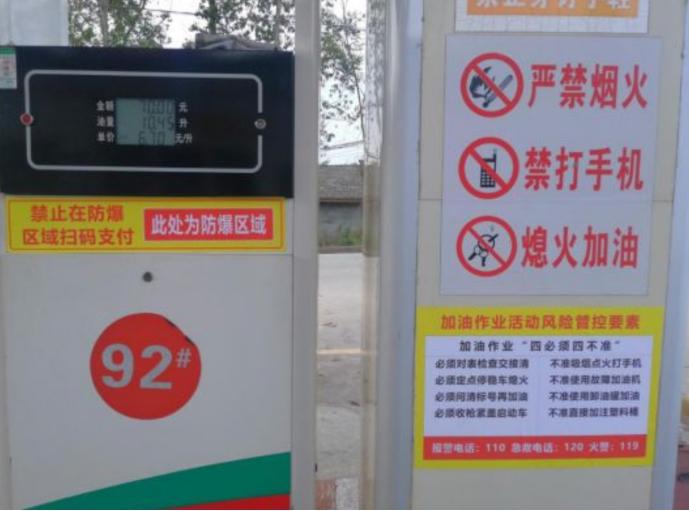 金额 70.00 元
油量 10.45 升
单价 6.70 元/升
禁止在防爆
区域扫码支付
此处为防爆区域
92#
严禁烟火
禁打手机
熄火加油
加油作业活动风险管控要素
加油作业“四必须四不准”
必须对表检查交接清 不准吸烟点火打手机
必须定点停稳车熄火 不准使用故障加油机
必须问清标号再加油 不准使用卸油罐加油
必须收枪紧盖启动车 不准直接加注塑料桶
报警电话：110 急救电话：120 火警：119